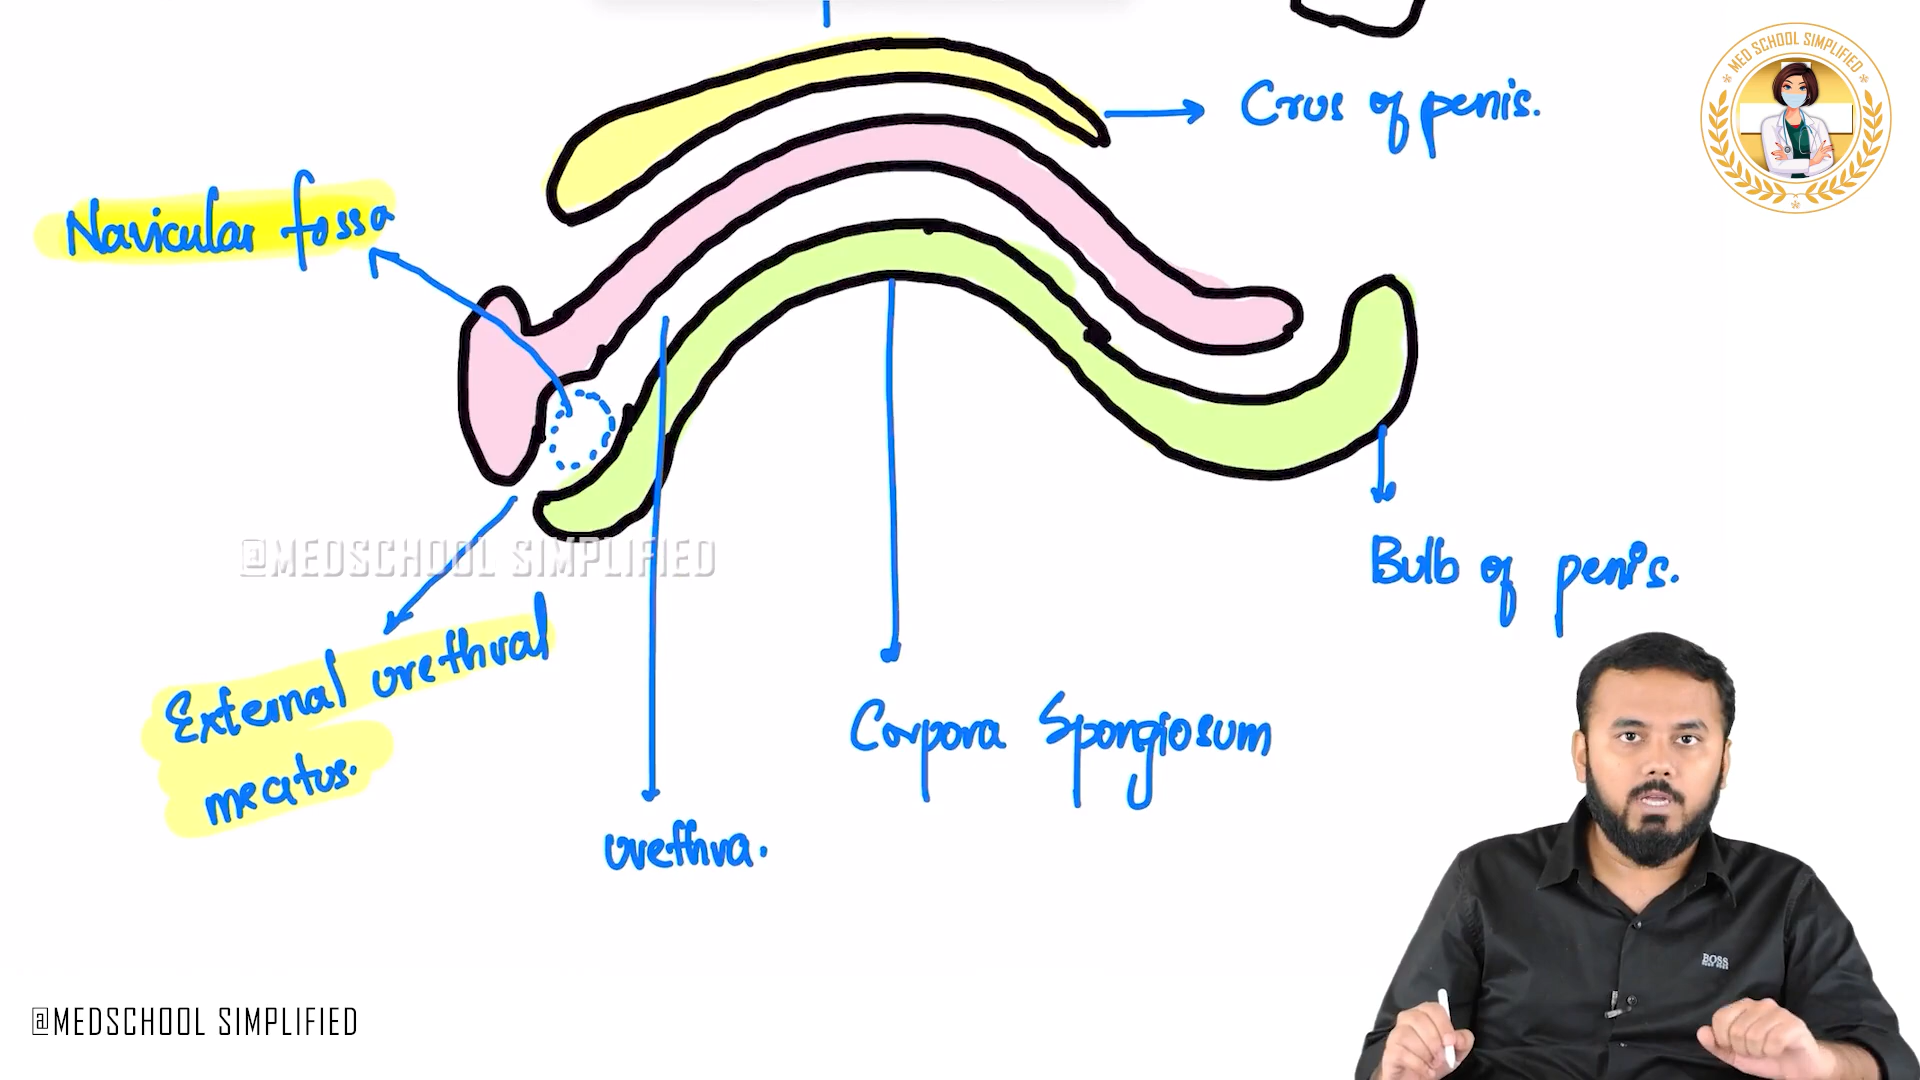 MED SCHOOL SIMPLIFIED
Crus of penis.
Navicular fossa
@MEDSCHOOL SIMPLIFIED
Bulb of penis.
External urethral
meatus.
Corpora Spongiosum
urethra.
BOSS
@MEDSCHOOL SIMPLIFIED